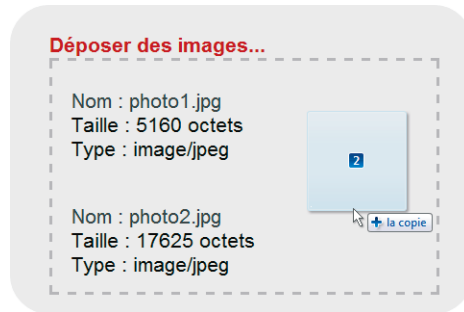 Déposer des images...
Nom : photo1.jpg
Taille : 5160 octets
Type : image/jpeg
2
+ la copie
Nom : photo2.jpg
Taille : 17625 octets
Type : image/jpeg